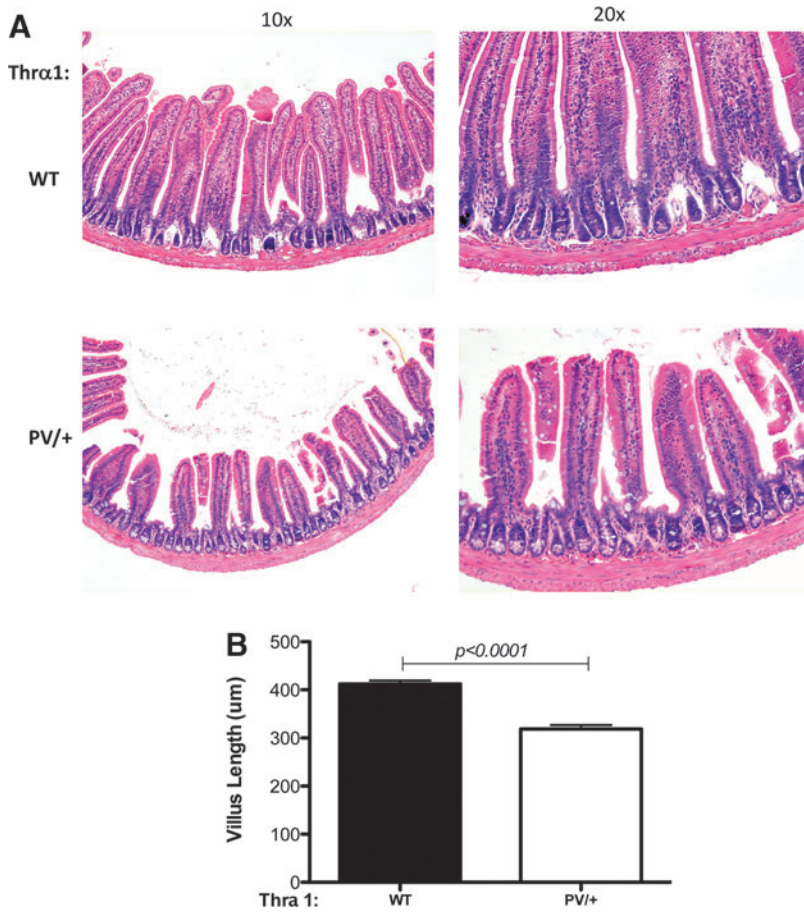 A
10x
20x
Thrα1:
WT
PV/+
B
500
400
300
200
100
0
Villus Length (um)
p<0.0001
Thra 1:
WT
PV/+